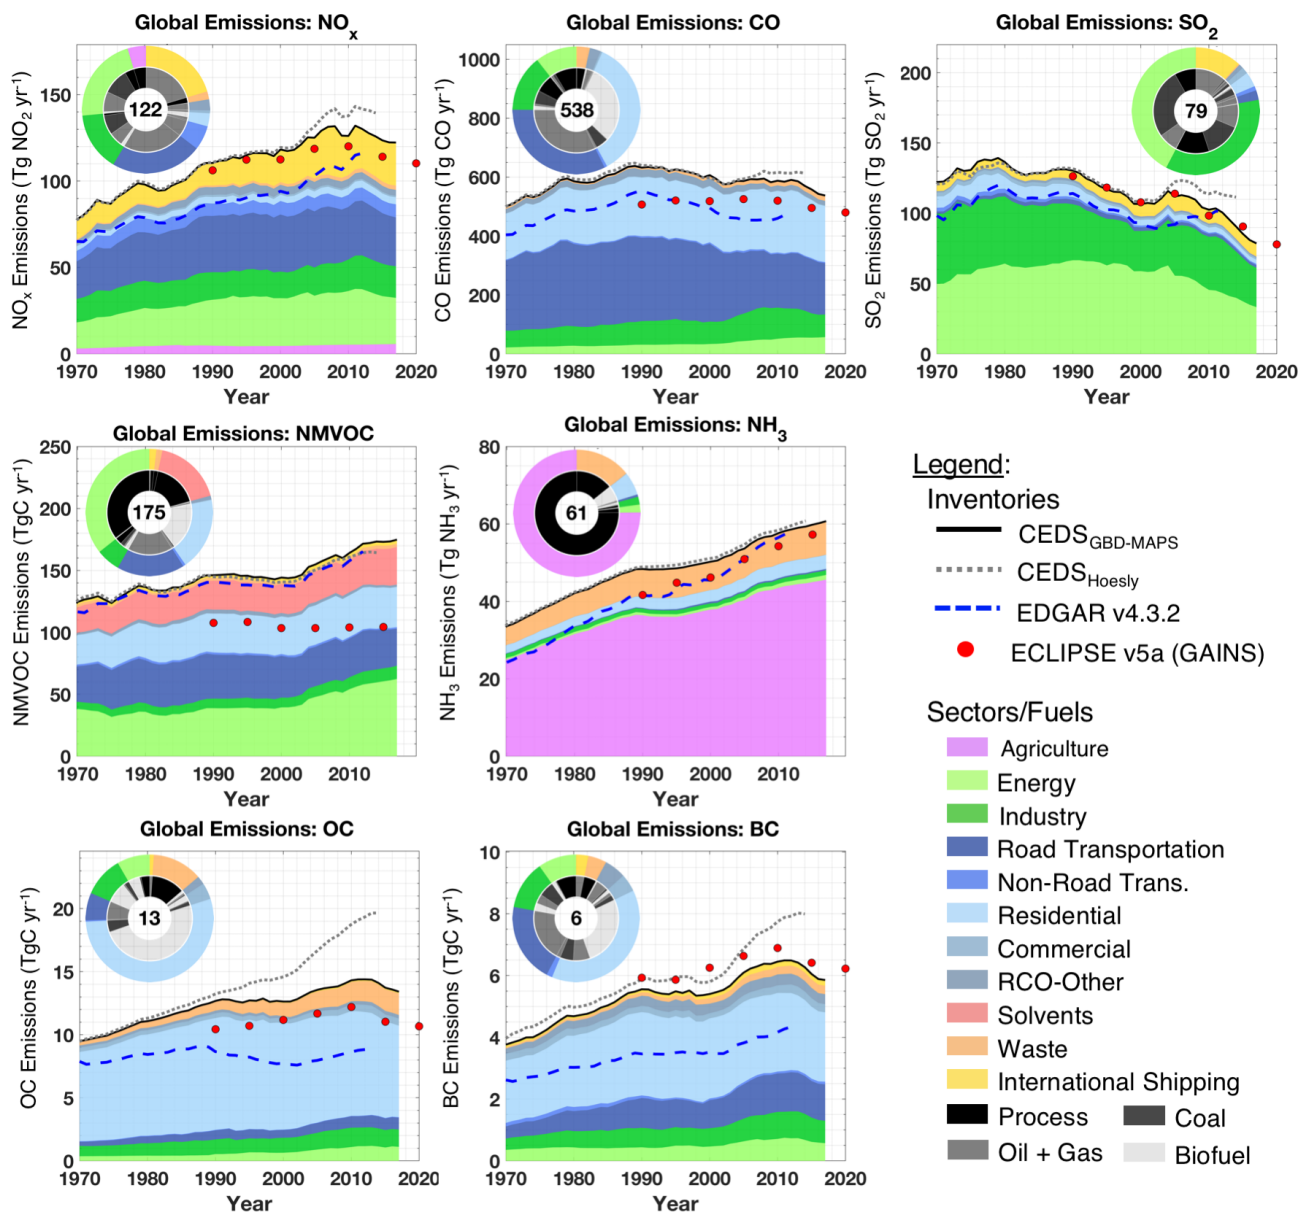 Global Emissions: NOx
NOx Emissions (Tg NO2 yr-1)
150
100
50
0
122
1970
1980
1990
2000
2010
2020
Year
Global Emissions: CO
CO Emissions (Tg CO yr-1)
1000
800
600
400
200
0
538
1970
1980
1990
2000
2010
2020
Year
Global Emissions: SO2
SO2 Emissions (Tg SO2 yr-1)
200
150
100
50
0
79
1970
1980
1990
2000
2010
2020
Year
Global Emissions: NMVOC
NMVOC Emissions (TgC yr-1)
250
200
150
100
50
0
175
1970
1980
1990
2000
2010
Year
Global Emissions: NH3
NH3 Emissions (Tg NH3 yr-1)
80
60
40
20
0
61
1970
1980
1990
2000
2010
2020
Year
Global Emissions: OC
OC Emissions (TgC yr-1)
20
15
10
5
0
13
1970
1980
1990
2000
2010
2020
Year
Global Emissions: BC
BC Emissions (TgC yr-1)
10
8
6
4
2
0
6
1970
1980
1990
2000
2010
2020
Year
Legend:
Inventories
CEDSGBD-MAPS
CEDSHoesly
EDGAR v4.3.2
ECLIPSE v5a (GAINS)
Sectors/Fuels
Agriculture
Energy
Industry
Road Transportation
Non-Road Trans.
Residential
Commercial
RCO-Other
Solvents
Waste
International Shipping
Process
Coal
Oil + Gas
Biofuel